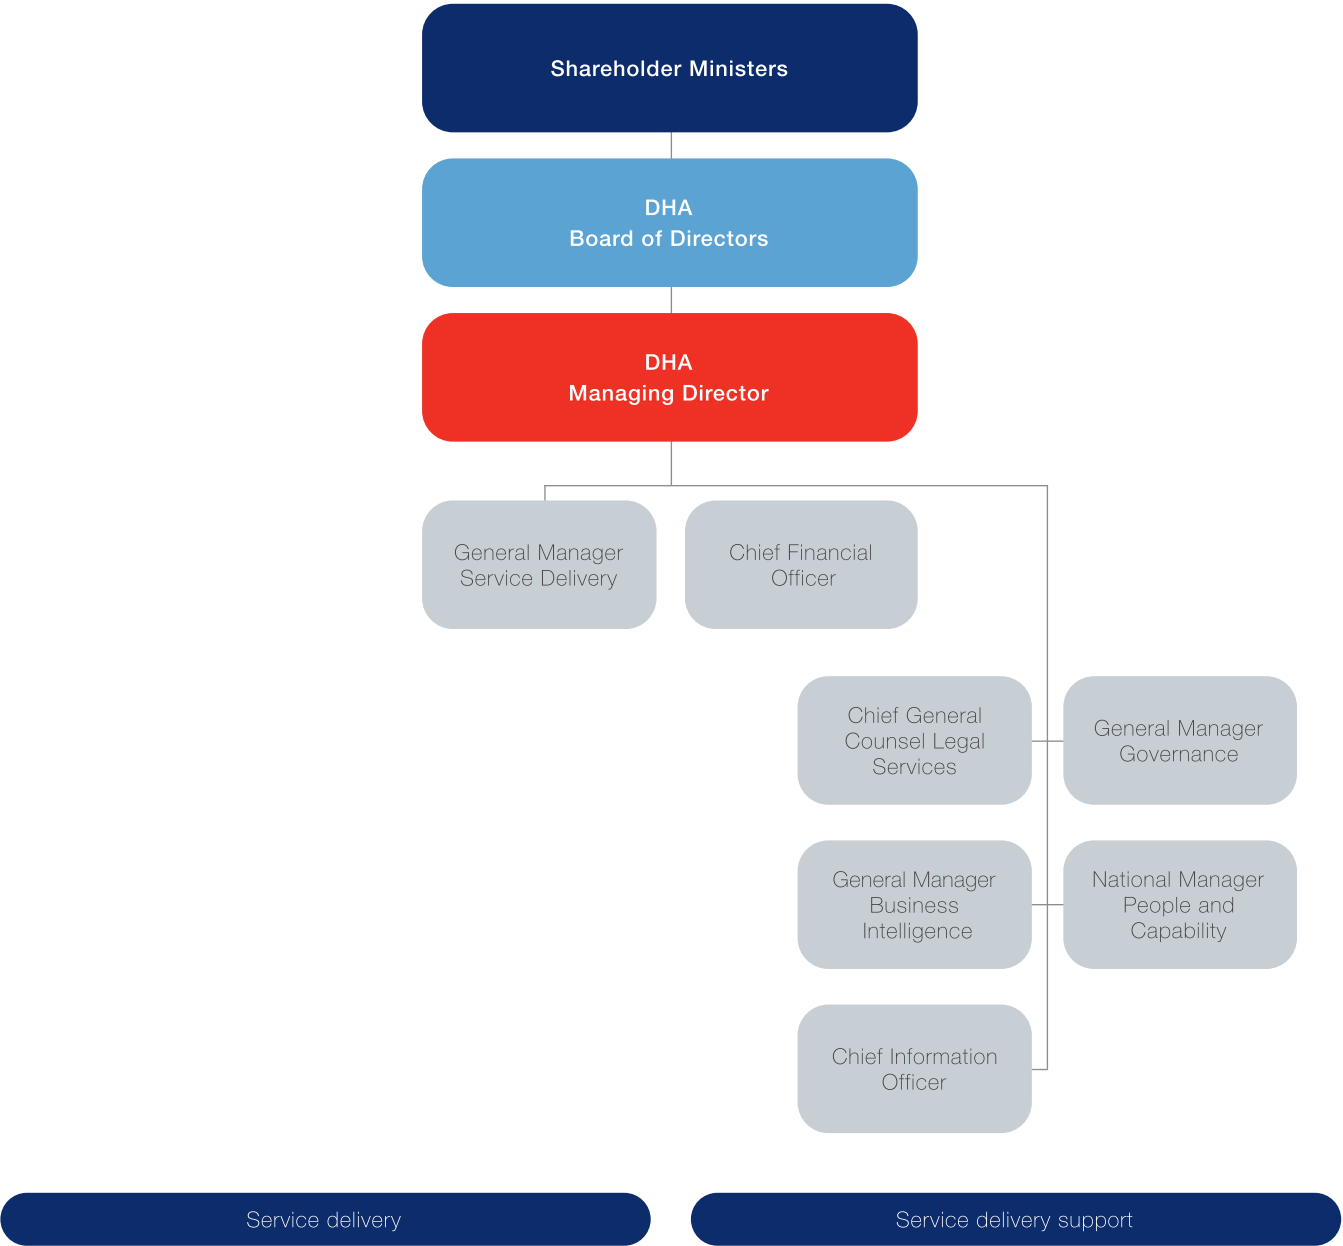 Shareholder Ministers
DHA
Board of Directors
DHA
Managing Director
General Manager
Service Delivery
Chief Financial
Officer
Chief General
Counsel Legal
Services
General Manager
Governance
General Manager
Business
Intelligence
National Manager
People and
Capability
Chief Information
Officer
Service delivery
Service delivery support